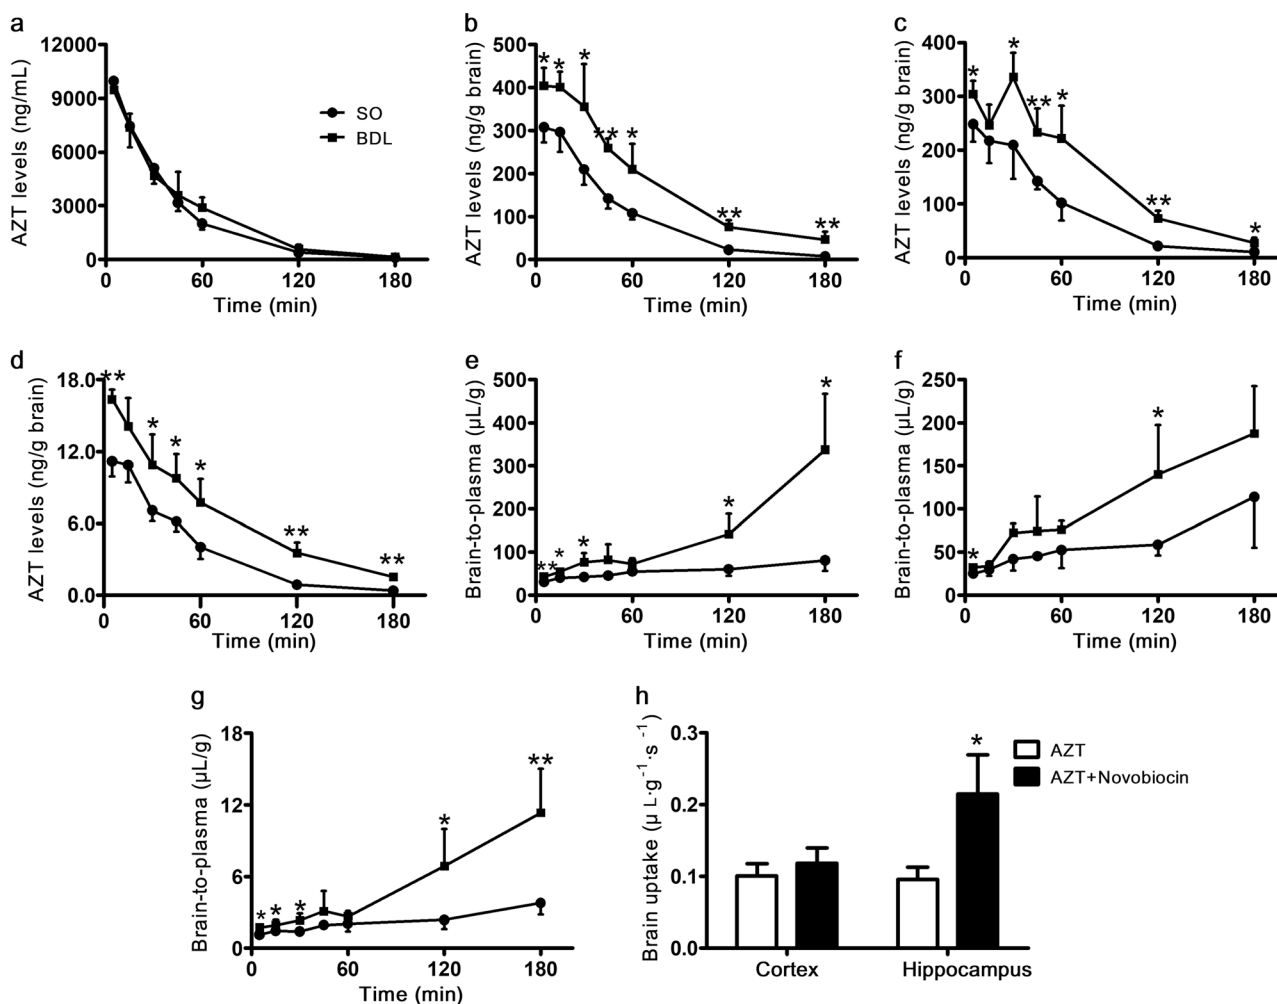 a
AZT levels (ng/mL)
12000
9000
6000
3000
0
0
60
120
180
Time (min)
SO
BDL
b
AZT levels (ng/g brain)
500
400
300
200
100
0
* * * ** * ** **
0
60
120
180
Time (min)
c
AZT levels (ng/g brain)
400
300
200
100
0
* * ** * ** *
0
60
120
180
Time (min)
d
AZT levels (ng/g brain)
18.0
12.0
6.0
0.0
** * * * ** **
0
60
120
180
Time (min)
e
Brain-to-plasma (μL/g)
500
400
300
200
100
0
** * * * *
0
60
120
180
Time (min)
f
Brain-to-plasma (μL/g)
250
200
150
100
50
0
* *
0
60
120
180
Time (min)
g
Brain-to-plasma (μL/g)
18
12
6
0
* * * * **
0
60
120
180
Time (min)
h
Brain uptake (μ L·g⁻¹·s ⁻¹)
0.3
0.2
0.1
0.0
*
Cortex
Hippocampus
AZT
AZT+Novobiocin